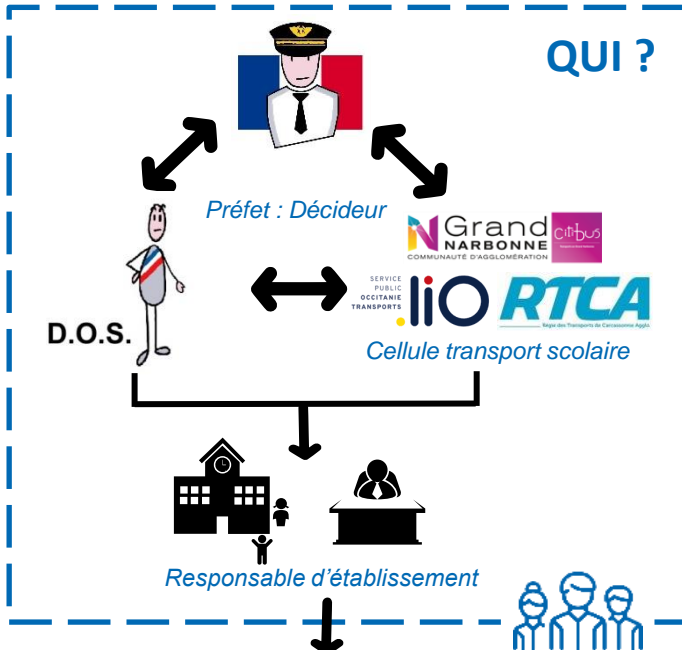 QUI ?
Préfet : Décideur
Grand
NARBONNE
COMMUNAUTÉ D'AGGLOMÉRATION
Citibus
SERVICE
PUBLIC
OCCITANIE
TRANSPORTS
liO
RTCA
Régie des Transports de Carcassonne Agglo
D.O.S.
Cellule transport scolaire
Responsable d'établissement